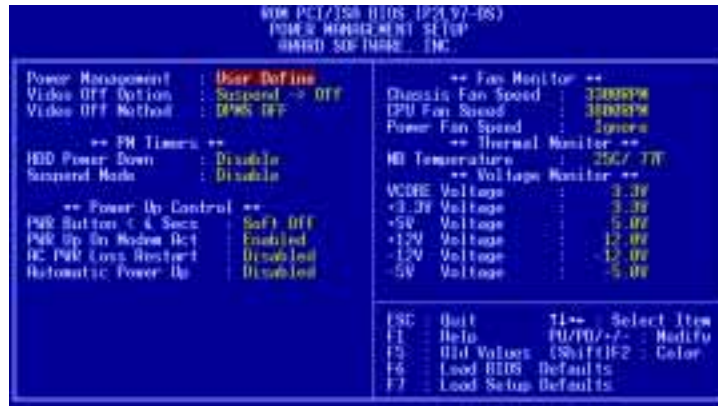 ROM PCI/ISA BIOS (P2L97-DS)
POWER MANAGEMENT SETUP
AWARD SOFTWARE, INC.
Power Management : User Define
Video Off Option : Suspend -> Off
Video Off Method : DPMS OFF
** PM Timers **
HDD Power Down : Disable
Suspend Mode : Disable
** Power Up Control **
PWR Button < 4 Secs : Soft Off
PWR Up On Modem Act : Enabled
AC PWR Loss Restart : Disabled
Automatic Power Up : Disabled
** Fan Monitor **
Chassis Fan Speed : 3300RPM
CPU Fan Speed : 3800RPM
Power Fan Speed : Ignore
** Thermal Monitor **
MB Temperature : 25C/ 77F
** Voltage Monitor **
VCORE Voltage : 3.3V
+3.3V Voltage : 3.3V
+5V Voltage : 5.0V
+12V Voltage : 12.0V
-12V Voltage : -12.0V
-5V Voltage : -5.0V
ESC : Quit ↑↓→← : Select Item
F1 : Help PU/PD/+/- : Modify
F5 : Old Values (Shift)F2 : Color
F6 : Load BIOS Defaults
F7 : Load Setup Defaults